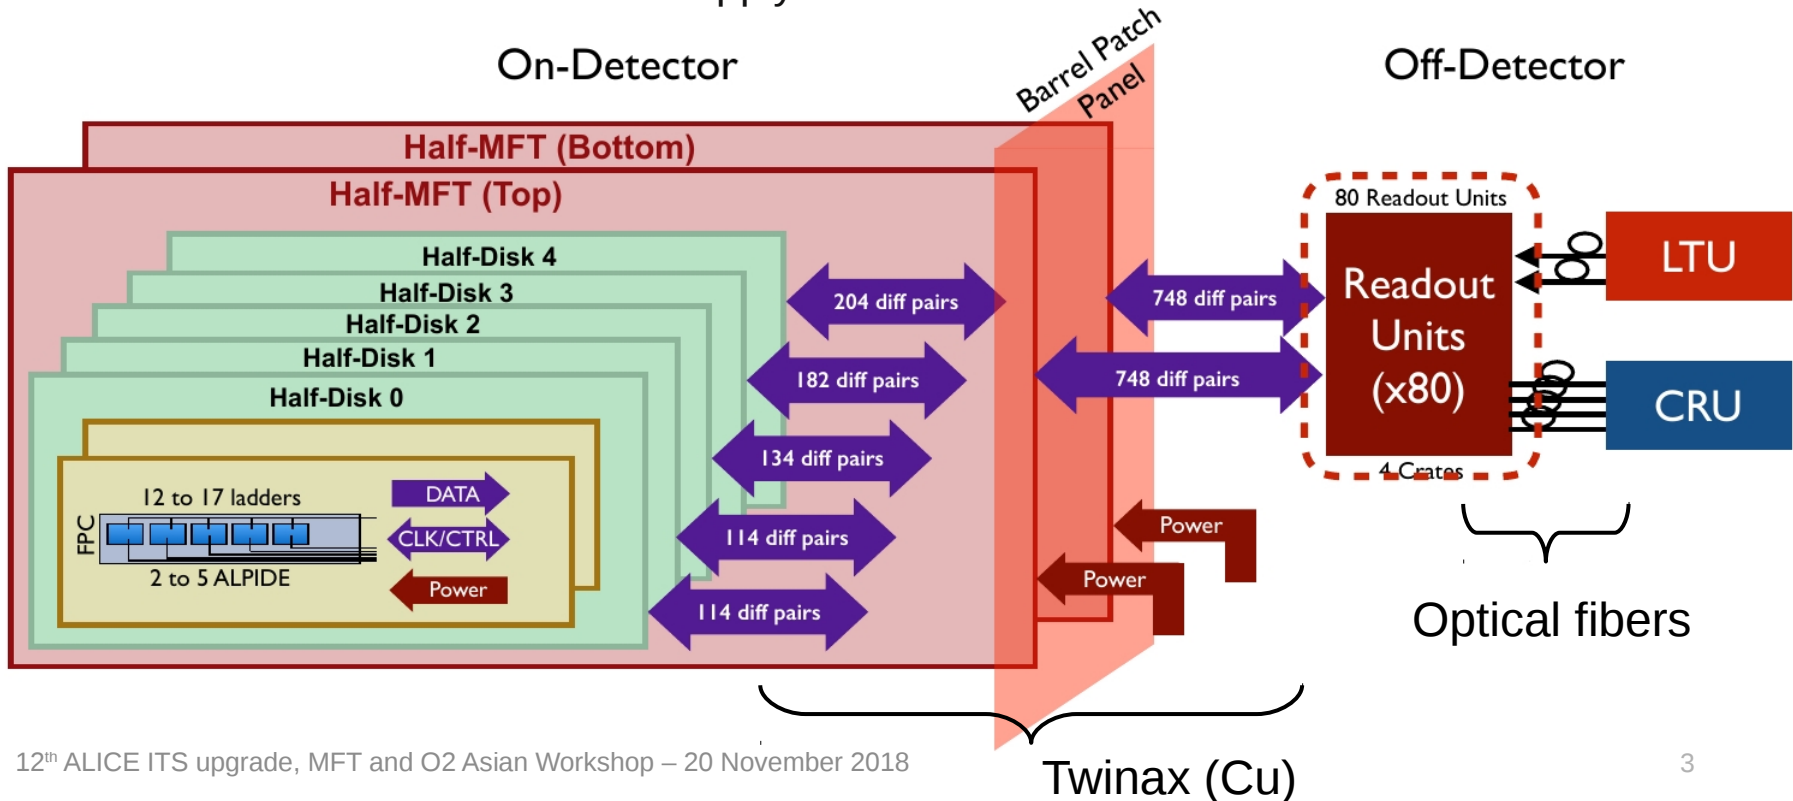 On-Detector
Barrel Patch
Panel
Off-Detector
Half-MFT (Bottom)
Half-MFT (Top)
Half-Disk 4
Half-Disk 3
Half-Disk 2
Half-Disk 1
Half-Disk 0
204 diff pairs
182 diff pairs
134 diff pairs
114 diff pairs
114 diff pairs
12 to 17 ladders
FPC
2 to 5 ALPIDE
DATA
CLK/CTRL
Power
748 diff pairs
748 diff pairs
Power
Power
80 Readout Units
Readout
Units
(x80)
4 Crates
LTU
CRU
Optical fibers
Twinax (Cu)
12th ALICE ITS upgrade, MFT and O2 Asian Workshop – 20 November 2018
3